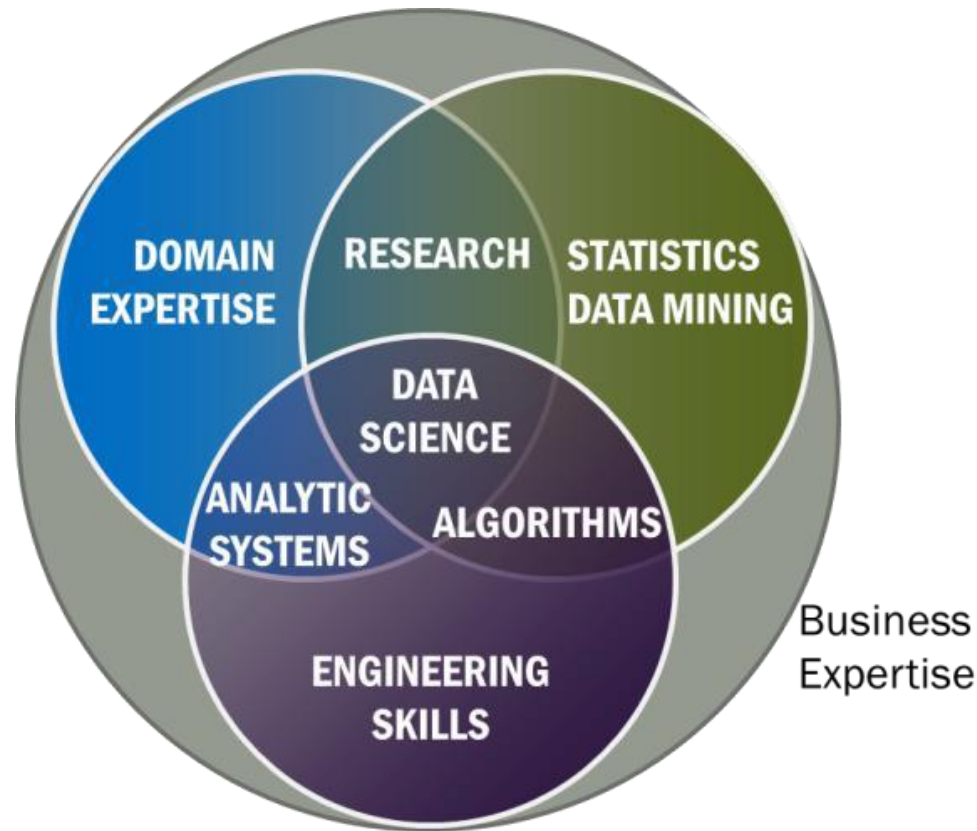 DOMAIN
EXPERTISE
RESEARCH
STATISTICS
DATA MINING
DATA
SCIENCE
ANALYTIC
SYSTEMS
ALGORITHMS
ENGINEERING
SKILLS
Business
Expertise